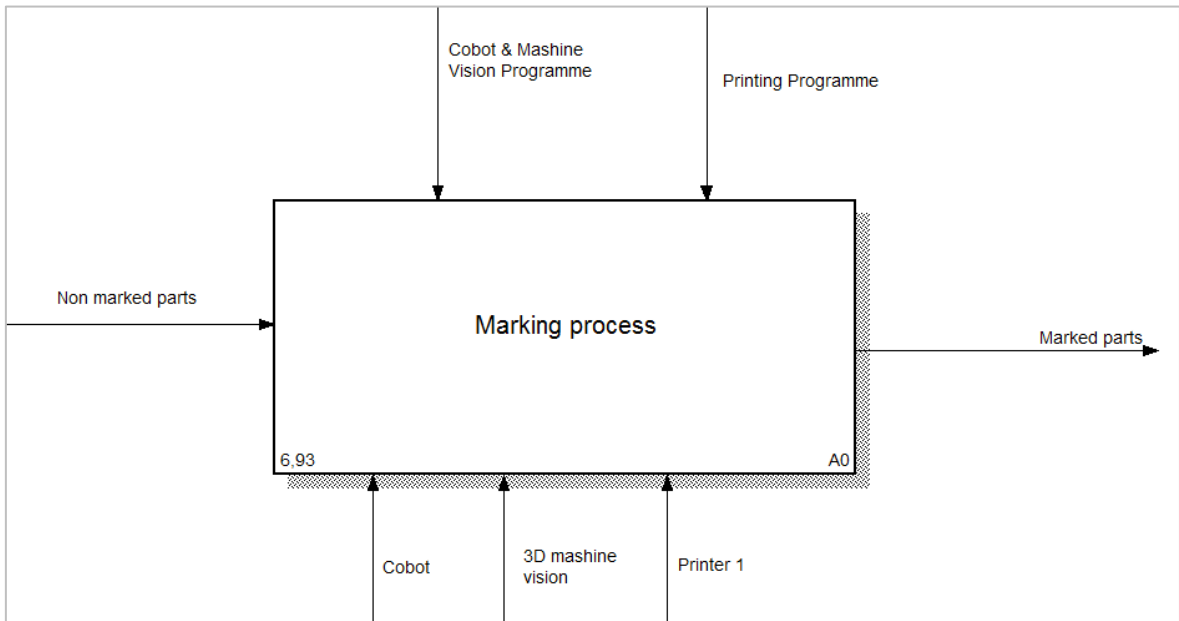 Cobot & Mashine
Vision Programme
Printing Programme
Non marked parts
Marking process
Marked parts
6,93
A0
Cobot
3D mashine
vision
Printer 1